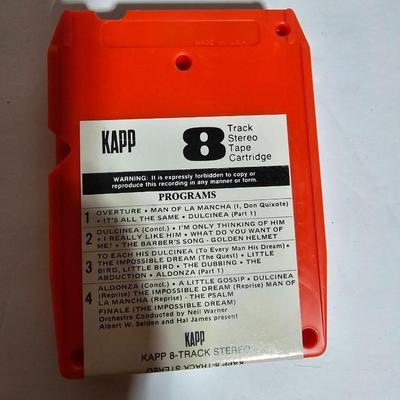 MADE IN U.S.A.
KAPP
8 Track
Stereo
Tape
Cartridge
WARNING: It is expressly forbidden to copy or
reproduce this recording in any manner or form.
PROGRAMS
1 OVERTURE • MAN OF LA MANCHA (I, Don Quixote)
• IT'S ALL THE SAME • DULCINEA (Part 1)
2 DULCINEA (Concl.) • I'M ONLY THINKING OF HIM
• I REALLY LIKE HIM • WHAT DO YOU WANT OF
ME? • THE BARBER'S SONG - GOLDEN HELMET
3 TO EACH HIS DULCINEA (To Every Man His Dream) •
THE IMPOSSIBLE DREAM (The Quest) • LITTLE
BIRD, LITTLE BIRD • THE DUBBING • THE
ABDUCTION • ALDONZA (Part 1)
4 ALDONZA (Concl.) • A LITTLE GOSSIP • DULCINEA
(Reprise) THE IMPOSSIBLE DREAM (Reprise) MAN OF
LA MANCHA (Reprise) - THE PSALM
FINALE (THE IMPOSSIBLE DREAM)
Orchestra Conducted by Neil Warner
Albert W. Selden and Hal James present
KAPP
KAPP 8-TRACK STEREO
KAPP 8-TRACK STEREO